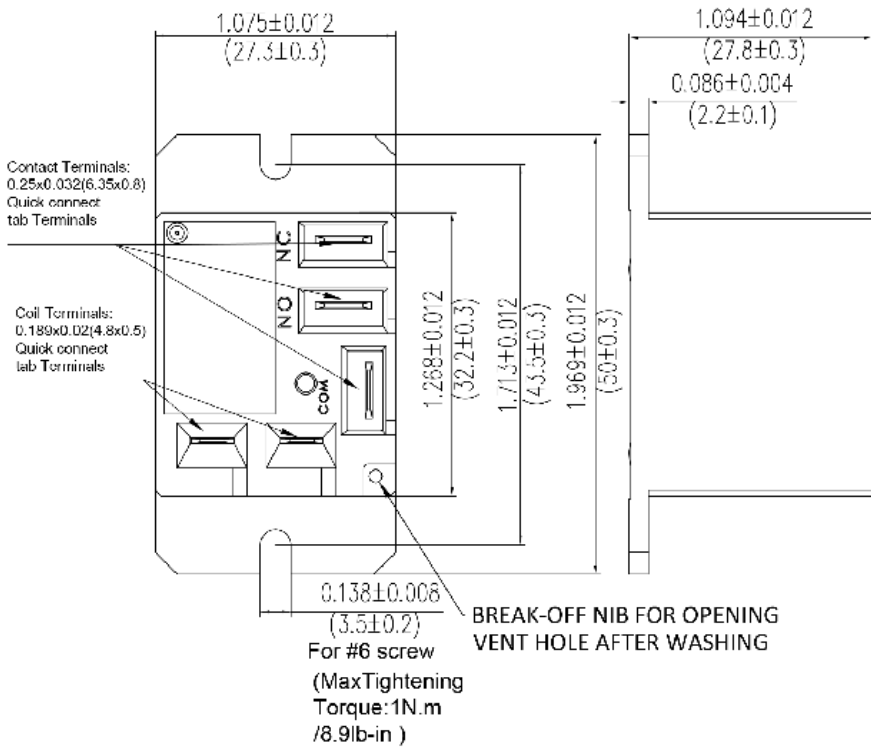 1.075±0.012
(27.3±0.3)
1.094±0.012
(27.8±0.3)
0.086±0.004
(2.2±0.1)
Contact Terminals:
0.25x0.032(6.35x0.8)
Quick connect
tab Terminals
NC
NO
COM
Coil Terminals:
0.189x0.02(4.8x0.5)
Quick connect
tab Terminals
1.268±0.012
(32.2±0.3)
1.713±0.012
(43.5±0.3)
1.969±0.012
(50±0.3)
0.138±0.008
(3.5±0.2)
For #6 screw
(MaxTightening
Torque:1N.m
/8.9lb-in )
BREAK-OFF NIB FOR OPENING
VENT HOLE AFTER WASHING